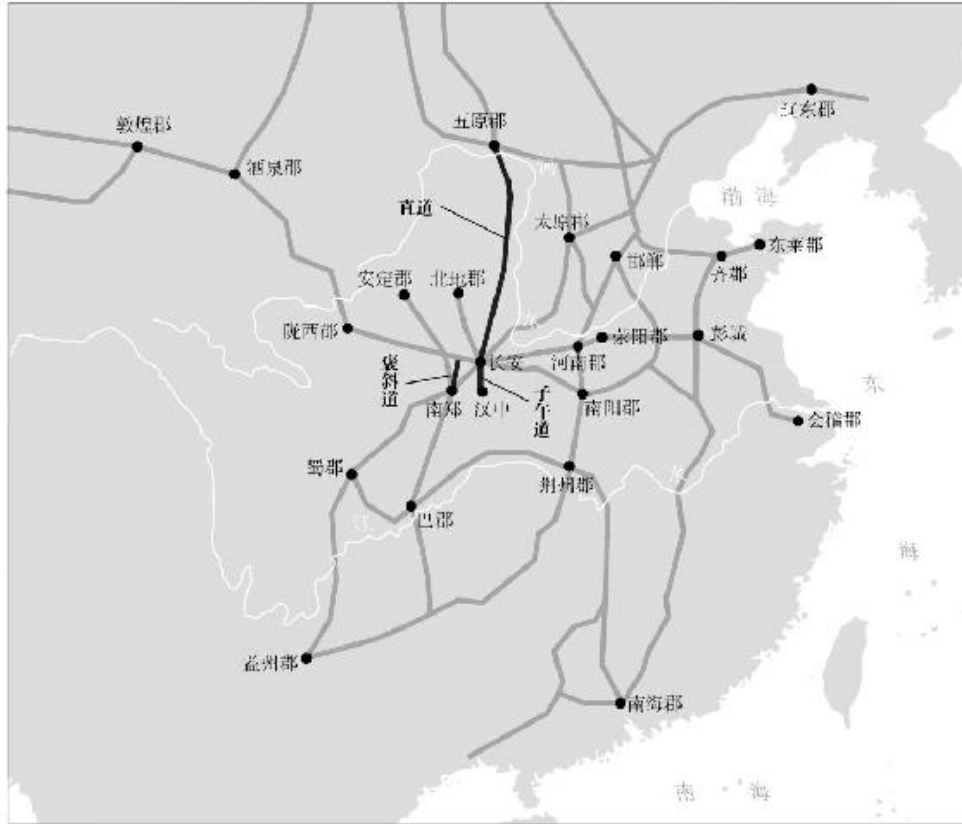 辽东郡
敦煌郡
五原郡
酒泉郡
河
渤海
直道
太原郡
东莱郡
邯郸
齐郡
安定郡
北地郡
陇西郡
荥阳郡
彭城
长安
河南郡
褒斜道
子午道
南郑
汉中
南阳郡
东
会稽郡
蜀郡
荆州郡
江
巴郡
海
益州郡
南海郡
南海